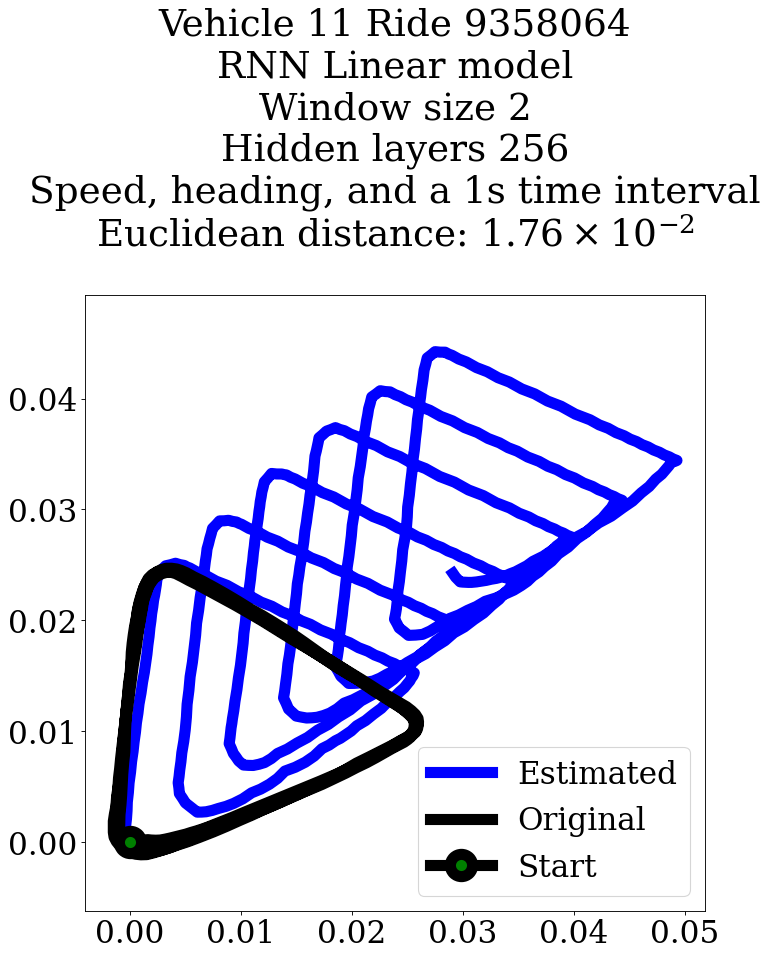 Vehicle 11 Ride 9358064
RNN Linear model
Window size 2
Hidden layers 256
Speed, heading, and a 1s time interval
Euclidean distance: 1.76 × 10⁻²
0.04
0.03
0.02
0.01
0.00
Estimated
Original
Start
0.00 0.01 0.02 0.03 0.04 0.05